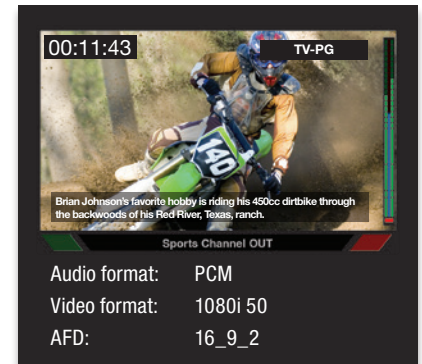 00:11:43
TV-PG
140
Brian Johnson's favorite hobby is riding his 450cc dirtbike through
the backwoods of his Red River, Texas, ranch.
Sports Channel OUT
Audio format: PCM
Video format: 1080i 50
AFD: 16_9_2